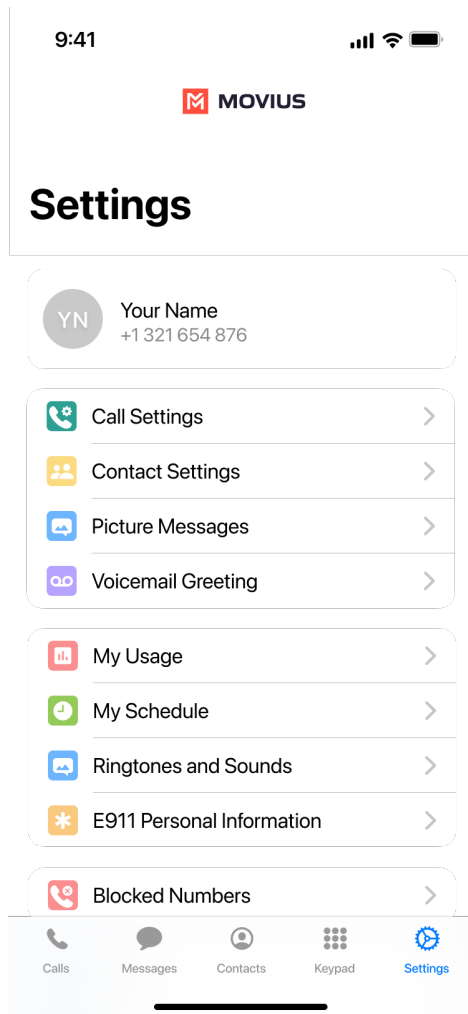 9:41
MOVIUS
Settings
YN
Your Name
+1 321 654 876
Call Settings
Contact Settings
Picture Messages
Voicemail Greeting
My Usage
My Schedule
Ringtones and Sounds
E911 Personal Information
Blocked Numbers
Calls
Messages
Contacts
Keypad
Settings